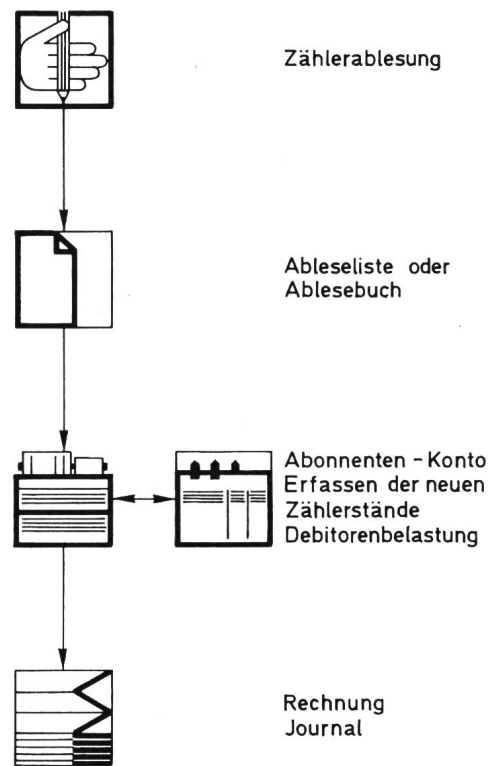 Zählerablesung
Ableseliste oder
Ablesebuch
Abonnenten - Konto
Erfassen der neuen
Zählerstände
Debitorenbelastung
Rechnung
Journal